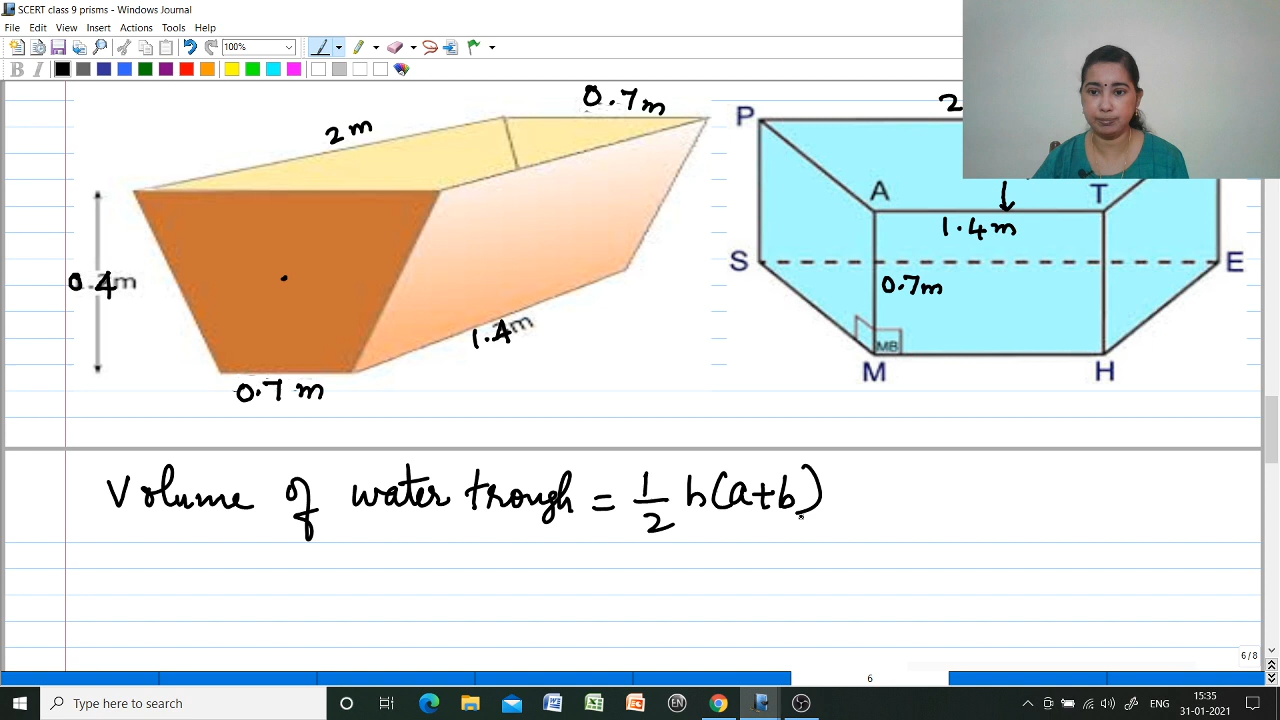 SCERT class 9 prisms - Windows Journal
File Edit View Insert Actions Tools Help
100%
B I
2 m
0.7m
0.4m
1.4m
0.7 m
P
2
A
T
1.4m
S
E
0.7m
MB
M
H
Volume of water trough = 1/2 h(a+b)
6 / 8
6
Type here to search
EN
ENG
15:35
31-01-2021